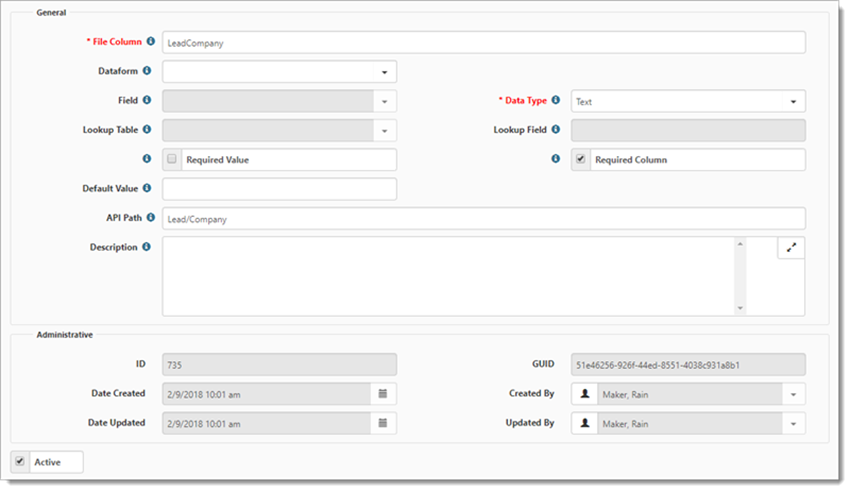 General
* File Column LeadCompany
Dataform
Field * Data Type Text
Lookup Table Lookup Field
Required Value Required Column
Default Value
API Path Lead/Company
Description
Administrative
ID 735 GUID 51e46256-926f-44ed-8551-4038c931a8b1
Date Created 2/9/2018 10:01 am Created By Maker, Rain
Date Updated 2/9/2018 10:01 am Updated By Maker, Rain
Active